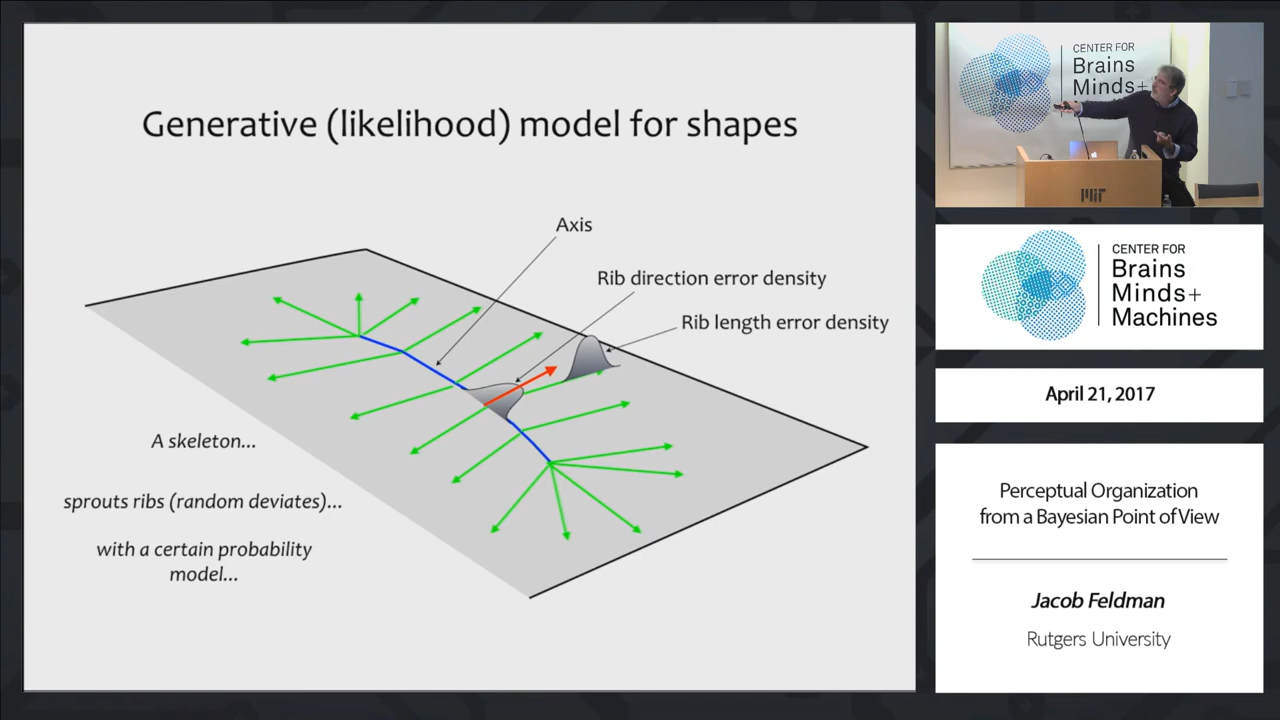 Generative (likelihood) model for shapes
Axis
Rib direction error density
Rib length error density
A skeleton...
sprouts ribs (random deviates)...
with a certain probability
model...
CENTER FOR
Brains
Minds+
MIT
CENTER FOR
Brains
Minds+
Machines
April 21, 2017
Perceptual Organization
from a Bayesian Point of View
Jacob Feldman
Rutgers University